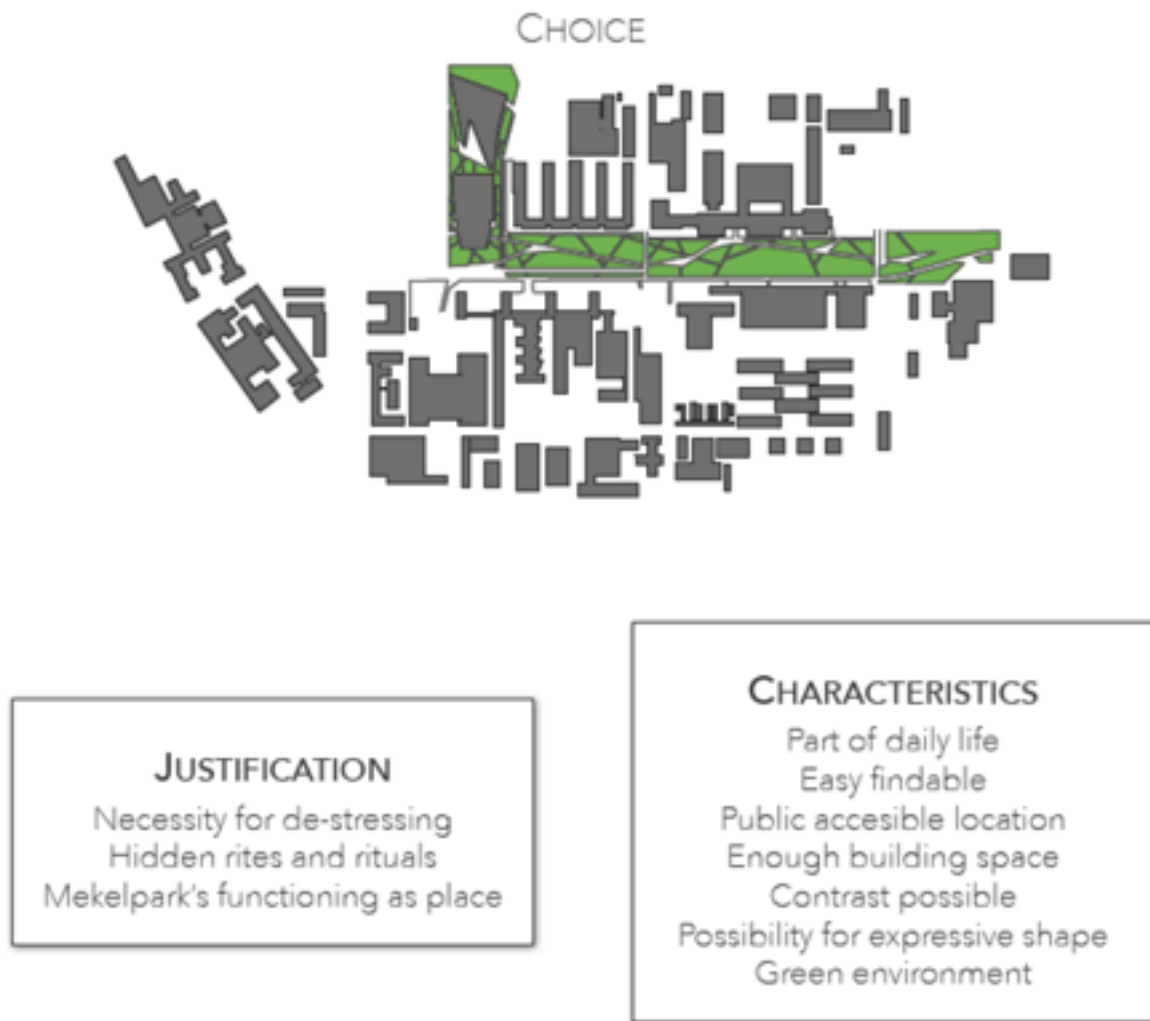 CHOICE
JUSTIFICATION
Necessity for de-stressing
Hidden rites and rituals
Mekelpark's functioning as place
CHARACTERISTICS
Part of daily life
Easy findable
Public accesible location
Enough building space
Contrast possible
Possibility for expressive shape
Green environment